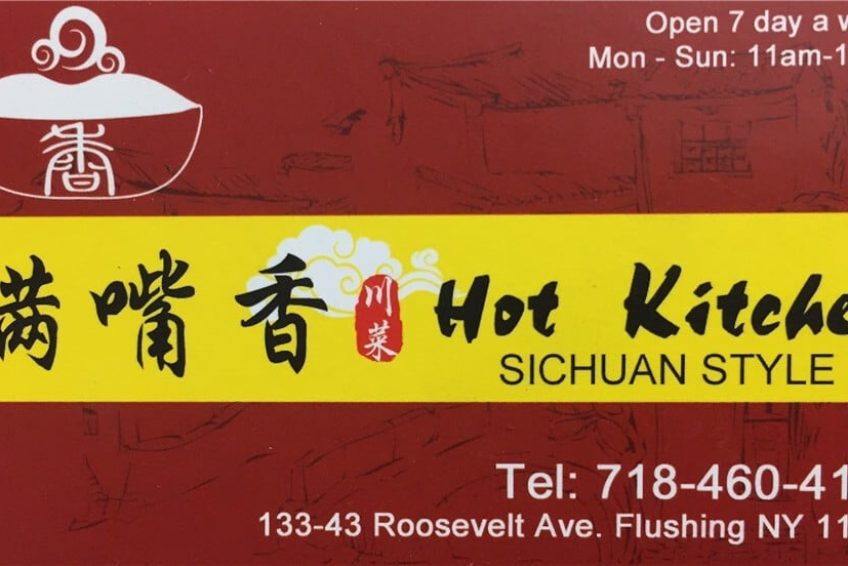 Open 7 day a
Mon - Sun: 11am-1
香
满嘴香 川菜 Hot Kitche
SICHUAN STYLE
Tel: 718-460-41
133-43 Roosevelt Ave. Flushing NY 11